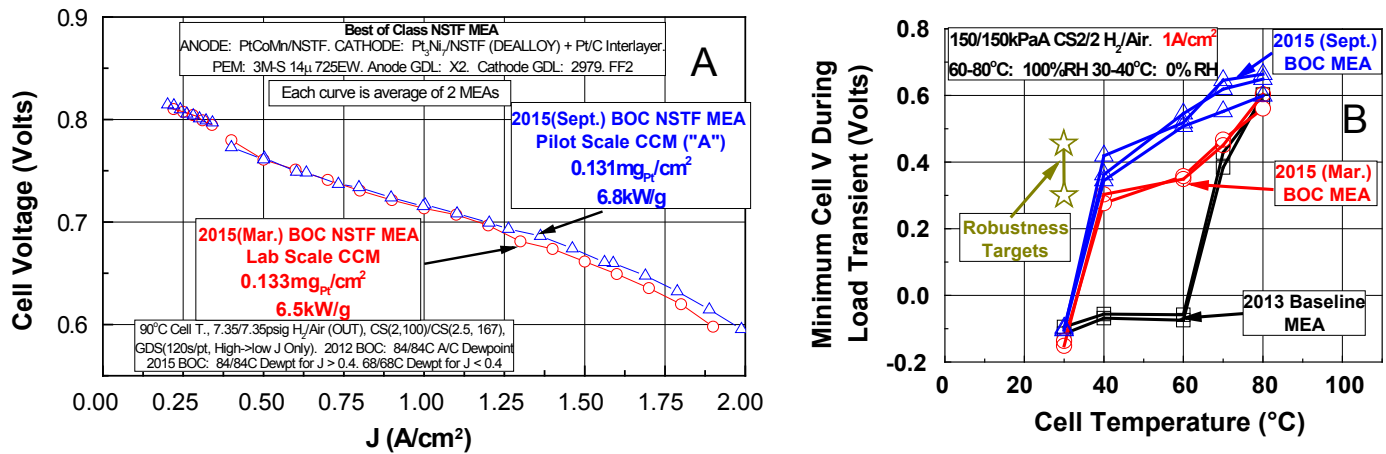 Best of Class NSTF MEA
ANODE: PtCoMn/NSTF. CATHODE: Pt₃Ni₇/NSTF (DEALLOY) + Pt/C Interlayer.
PEM: 3M-S 14µ 725EW. Anode GDL: X2. Cathode GDL: 2979. FF2
A
Each curve is average of 2 MEAs
2015(Sept.) BOC NSTF MEA
Pilot Scale CCM ("A")
0.131mgPt/cm²
6.8kW/g
2015(Mar.) BOC NSTF MEA
Lab Scale CCM
0.133mgPt/cm²
6.5kW/g
90°C Cell T., 7.35/7.35psig H₂/Air (OUT), CS(2,100)/CS(2.5, 167),
GDS(120s/pt, High->low J Only). 2012 BOC: 84/84C A/C Dewpoint
2015 BOC: 84/84C Dewpt for J > 0.4. 68/68C Dewpt for J < 0.4
0.9
0.8
0.7
0.6
Cell Voltage (Volts)
0.00 0.25 0.50 0.75 1.00 1.25 1.50 1.75 2.00
J (A/cm²)
150/150kPaA CS2/2 H₂/Air. 1A/cm²
60-80°C: 100%RH 30-40°C: 0% RH
2015 (Sept.)
BOC MEA
B
2015 (Mar.)
BOC MEA
Robustness
Targets
2013 Baseline
MEA
0.8
0.6
0.4
0.2
0.0
-0.2
Minimum Cell V During
Load Transient (Volts)
0 20 40 60 80 100
Cell Temperature (°C)